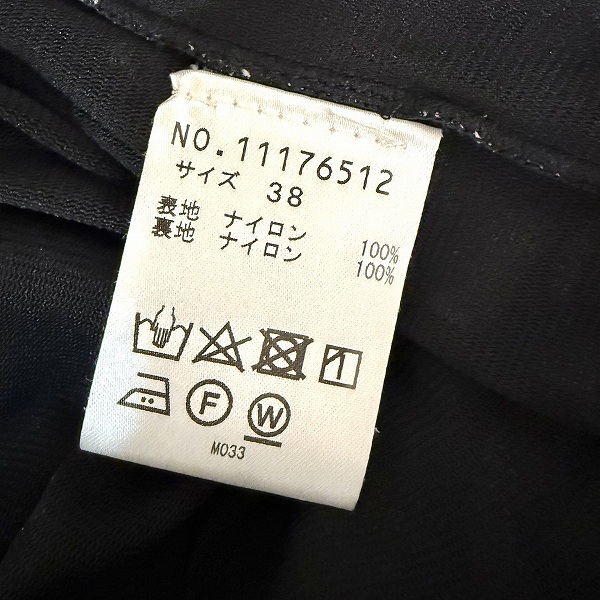 NO.11176512
サイズ 38
表地 ナイロン 100%
裏地 ナイロン 100%
F W
M033